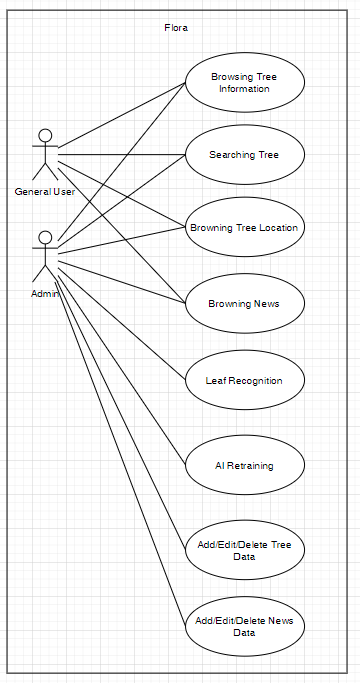 Flora
Browsing Tree
Information
Searching Tree
General User
Browning Tree Location
Admin
Browning News
Leaf Recognition
AI Retraining
Add/Edit/Delete Tree
Data
Add/Edit/Delete News
Data